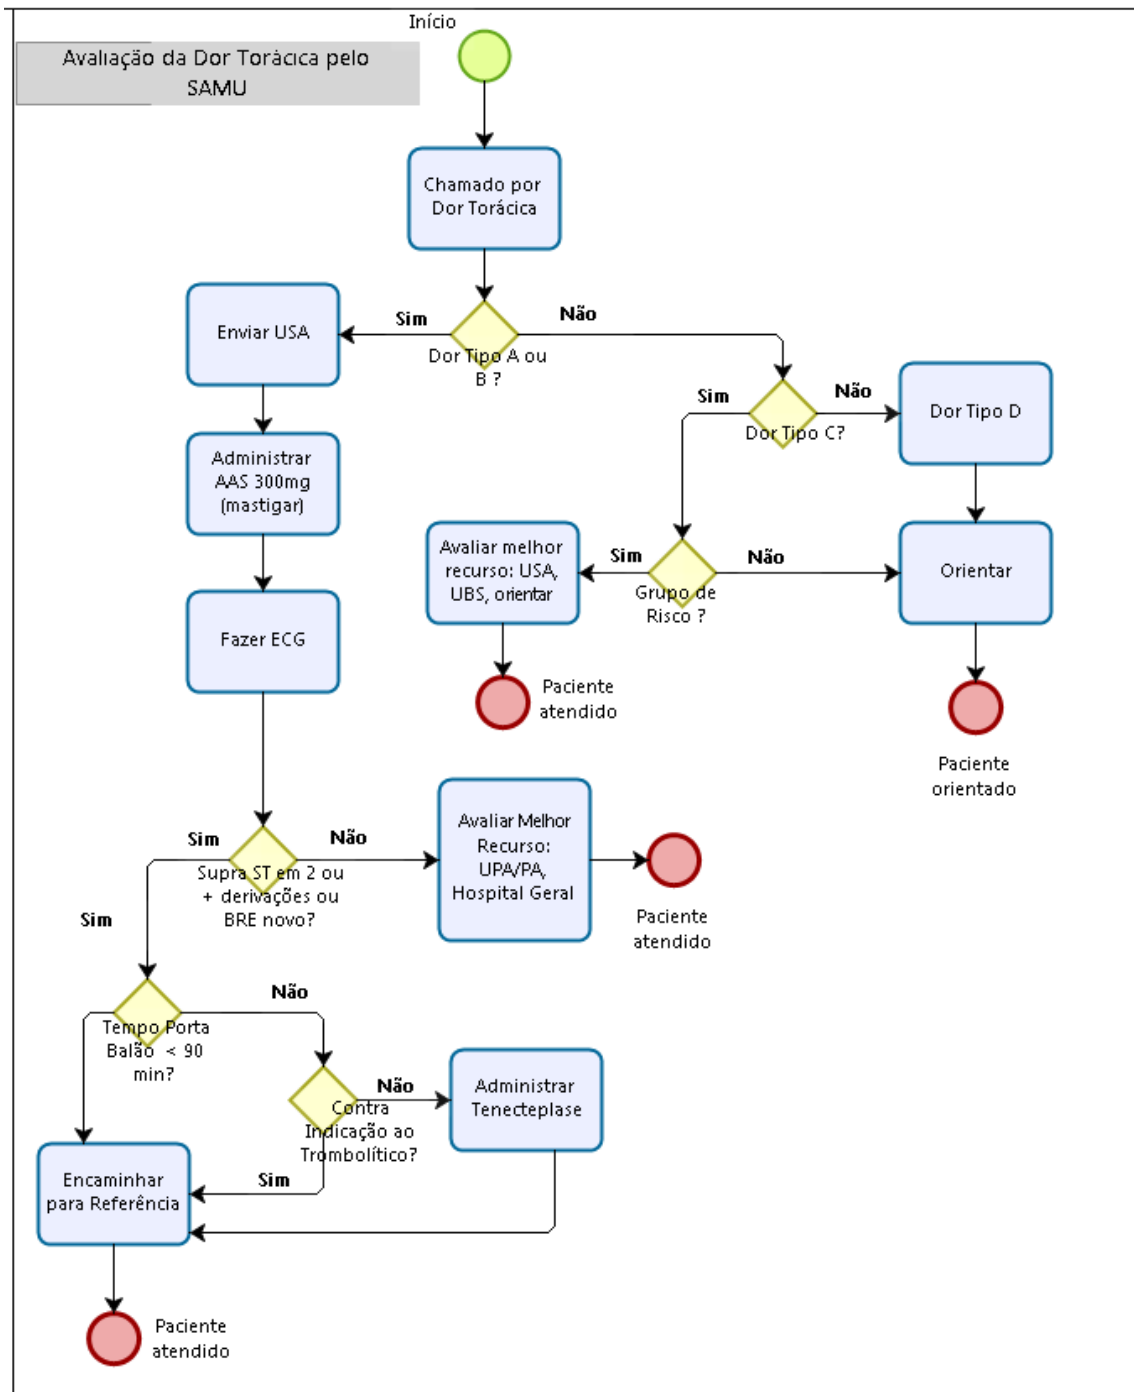 Início
Avaliação da Dor Torácica pelo
SAMU
Chamado por
Dor Torácica
Enviar USA
Sim
Não
Dor Tipo A ou
B ?
Sim
Não
Dor Tipo C?
Dor Tipo D
Administrar
AAS 300mg
(mastigar)
Avaliar melhor
recurso: USA,
UBS, orientar
Sim
Não
Grupo de
Risco ?
Orientar
Fazer ECG
Paciente
atendido
Paciente
orientado
Sim
Não
Supra ST em 2 ou
+ derivações ou
BRE novo?
Avaliar Melhor
Recurso:
UPA/PA,
Hospital Geral
Paciente
atendido
Sim
Não
Tempo Porta
Balão < 90
min?
Não
Contra
Indicação ao
Trombolítico?
Administrar
Tenecteplase
Sim
Encaminhar
para Referência
Paciente
atendido